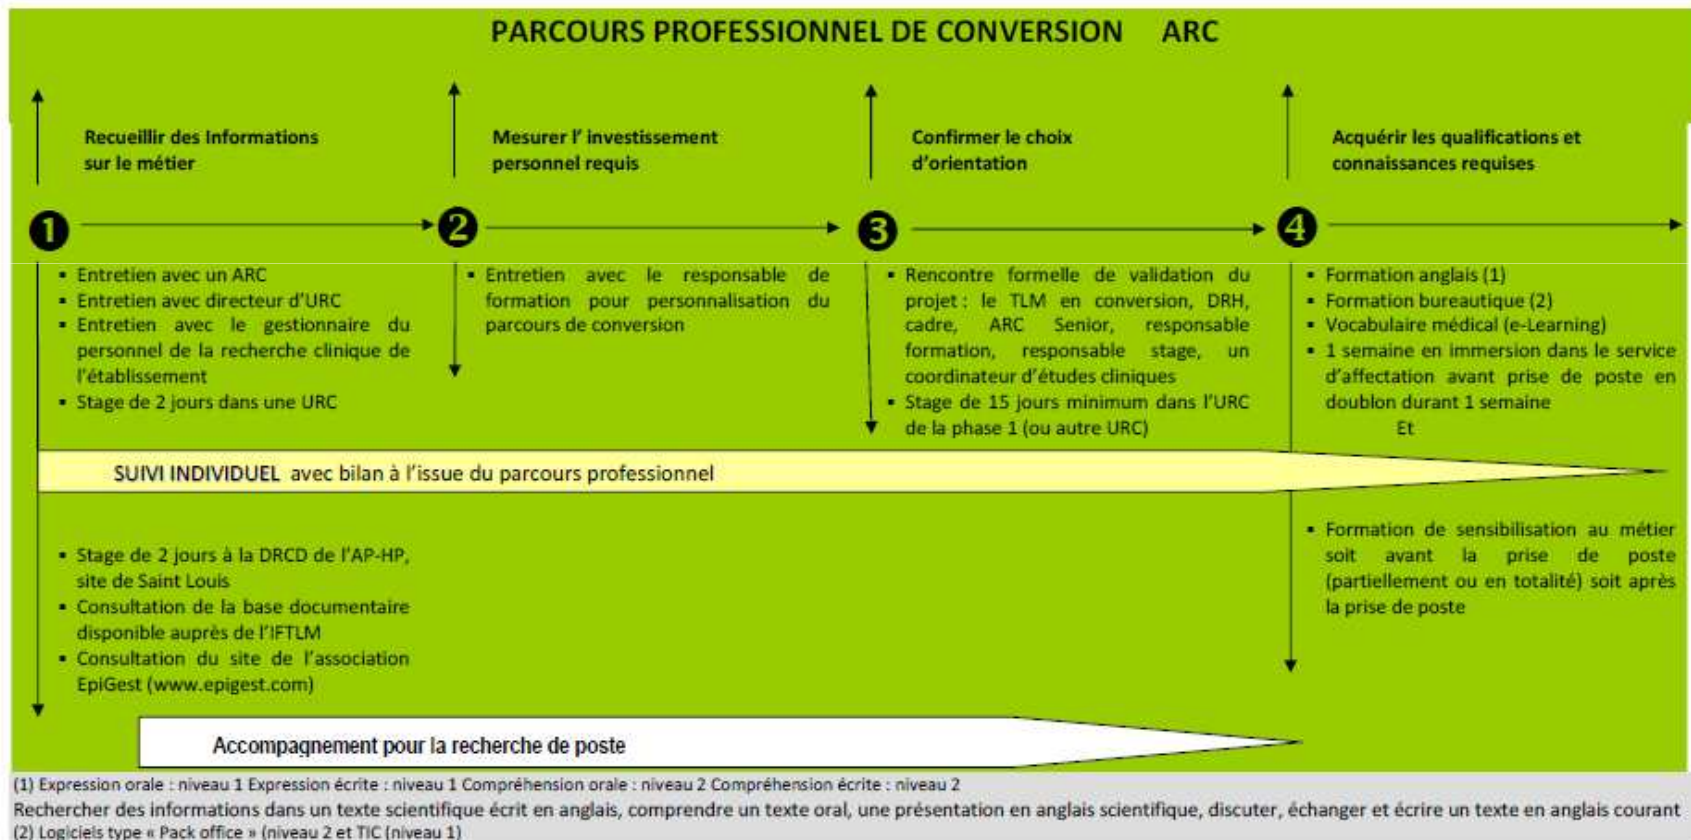 PARCOURS PROFESSIONNEL DE CONVERSION ARC
Recueillir des Informations
sur le métier
Mesurer l' investissement
personnel requis
Confirmer le choix
d'orientation
Acquérir les qualifications et
connaissances requises
1
2
3
4
▪ Entretien avec un ARC
▪ Entretien avec directeur d'URC
▪ Entretien avec le gestionnaire du
personnel de la recherche clinique de
l'établissement
▪ Stage de 2 jours dans une URC
▪ Entretien avec le responsable de
formation pour personnalisation du
parcours de conversion
▪ Rencontre formelle de validation du
projet : le TLM en conversion, DRH,
cadre, ARC Senior, responsable
formation, responsable stage, un
coordinateur d'études cliniques
▪ Stage de 15 jours minimum dans l'URC
de la phase 1 (ou autre URC)
▪ Formation anglais (1)
▪ Formation bureautique (2)
▪ Vocabulaire médical (e-Learning)
▪ 1 semaine en immersion dans le service
d'affectation avant prise de poste en
doublon durant 1 semaine
Et
SUIVI INDIVIDUEL avec bilan à l'issue du parcours professionnel
▪ Stage de 2 jours à la DRCD de l'AP-HP,
site de Saint Louis
▪ Consultation de la base documentaire
disponible auprès de l'IFTLM
▪ Consultation du site de l'association
EpiGest (www.epigest.com)
▪ Formation de sensibilisation au métier
soit avant la prise de poste
(partiellement ou en totalité) soit après
la prise de poste
Accompagnement pour la recherche de poste
(1) Expression orale : niveau 1 Expression écrite : niveau 1 Compréhension orale : niveau 2 Compréhension écrite : niveau 2
Rechercher des informations dans un texte scientifique écrit en anglais, comprendre un texte oral, une présentation en anglais scientifique, discuter, échanger et écrire un texte en anglais courant
(2) Logiciels type « Pack office » (niveau 2 et TIC (niveau 1)